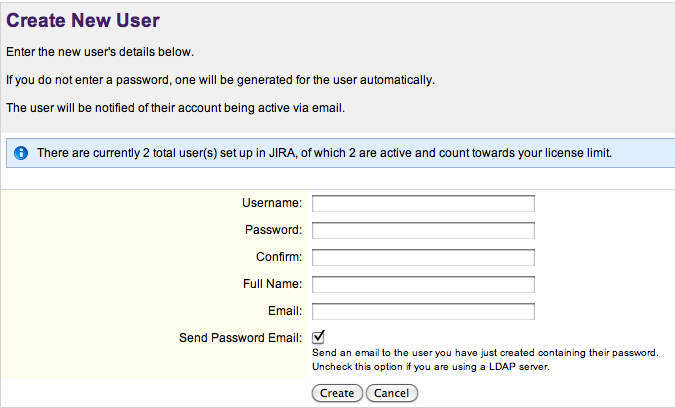 Create New User
Enter the new user's details below.
If you do not enter a password, one will be generated for the user automatically.
The user will be notified of their account being active via email.
There are currently 2 total user(s) set up in JIRA, of which 2 are active and count towards your license limit.
Username:
Password:
Confirm:
Full Name:
Email:
Send Password Email:
Send an email to the user you have just created containing their password.
Uncheck this option if you are using a LDAP server.
Create Cancel